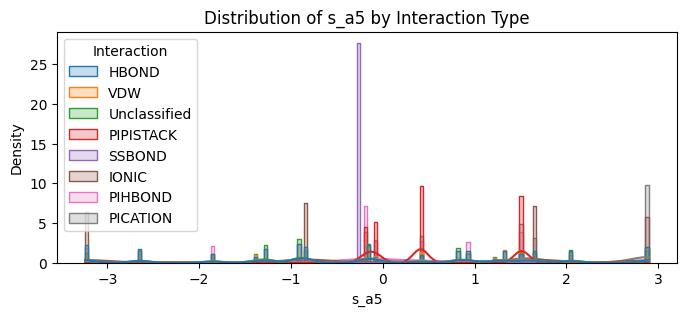 Distribution of s_a5 by Interaction Type
Density
25
20
15
10
5
0
Interaction
HBOND
VDW
Unclassified
PIPISTACK
SSBOND
IONIC
PIHBOND
PICATION
−3 −2 −1 0 1 2 3
s_a5